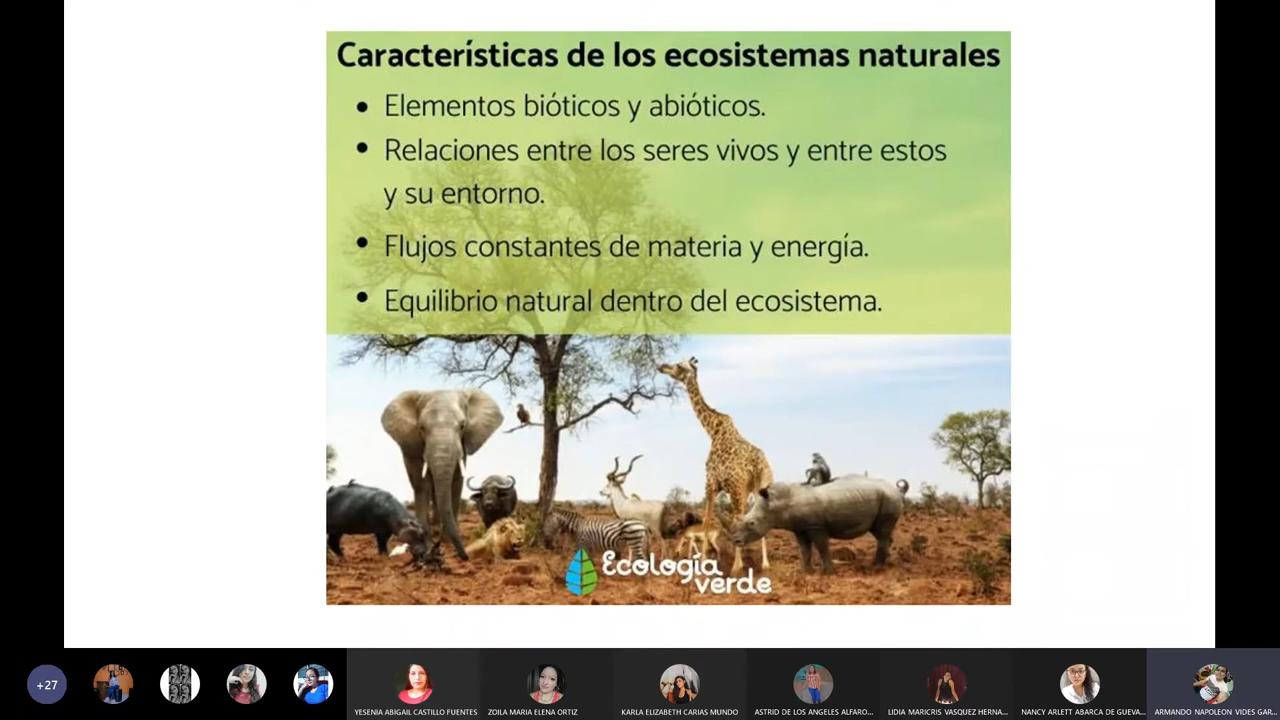 Características de los ecosistemas naturales
• Elementos bióticos y abióticos.
• Relaciones entre los seres vivos y entre estos
y su entorno.
• Flujos constantes de materia y energía.
• Equilibrio natural dentro del ecosistema.
Ecología
verde
+27
YESENIA ABIGAIL CASTILLO FUENTES
ZOILA MARIA ELENA ORTIZ
KARLA ELIZABETH CARIAS MUNDO
ASTRID DE LOS ANGELES ALFARO...
LIDIA MARICRIS VASQUEZ HERNA...
NANCY ARLETT ABARCA DE GUEVA...
ARMANDO NAPOLEON VIDES GAR...